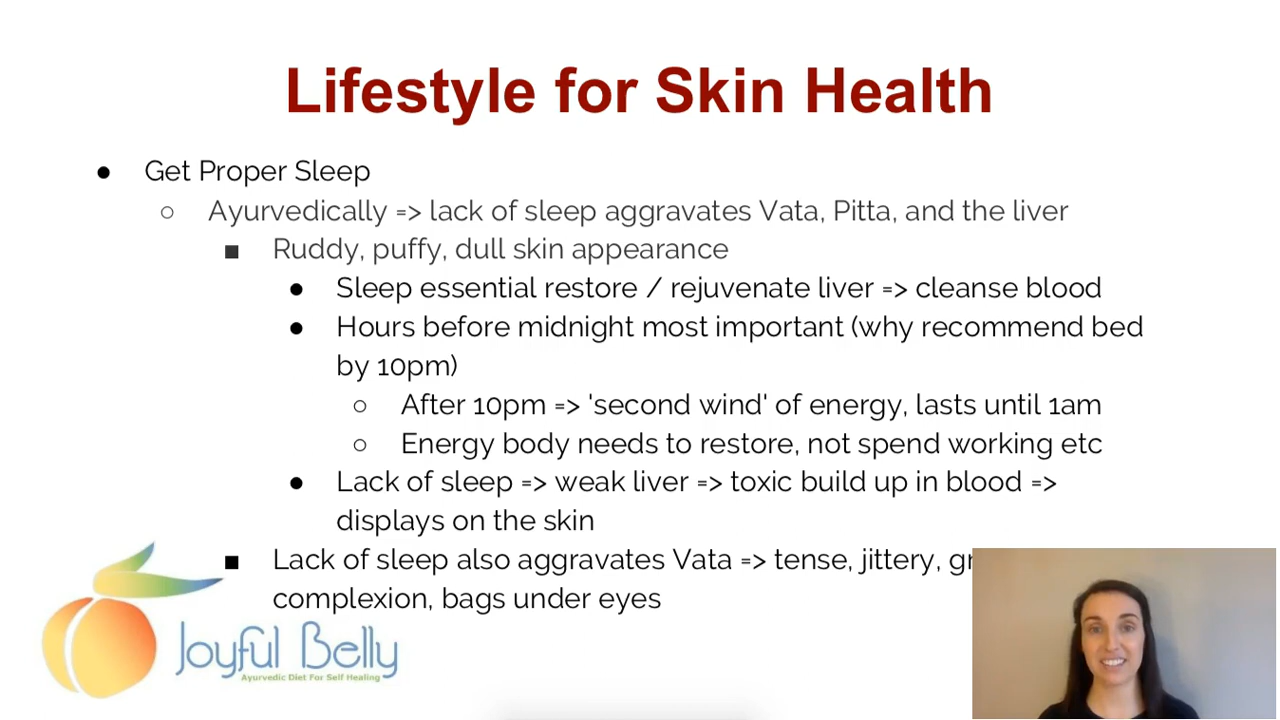 Lifestyle for Skin Health
● Get Proper Sleep
○ Ayurvedically => lack of sleep aggravates Vata, Pitta, and the liver
■ Ruddy, puffy, dull skin appearance
● Sleep essential restore / rejuvenate liver => cleanse blood
● Hours before midnight most important (why recommend bed
by 10pm)
○ After 10pm => 'second wind' of energy, lasts until 1am
○ Energy body needs to restore, not spend working etc
● Lack of sleep => weak liver => toxic build up in blood =>
displays on the skin
■ Lack of sleep also aggravates Vata => tense, jittery,
complexion, bags under eyes
Joyful Belly
Ayurvedic Diet For Self Healing